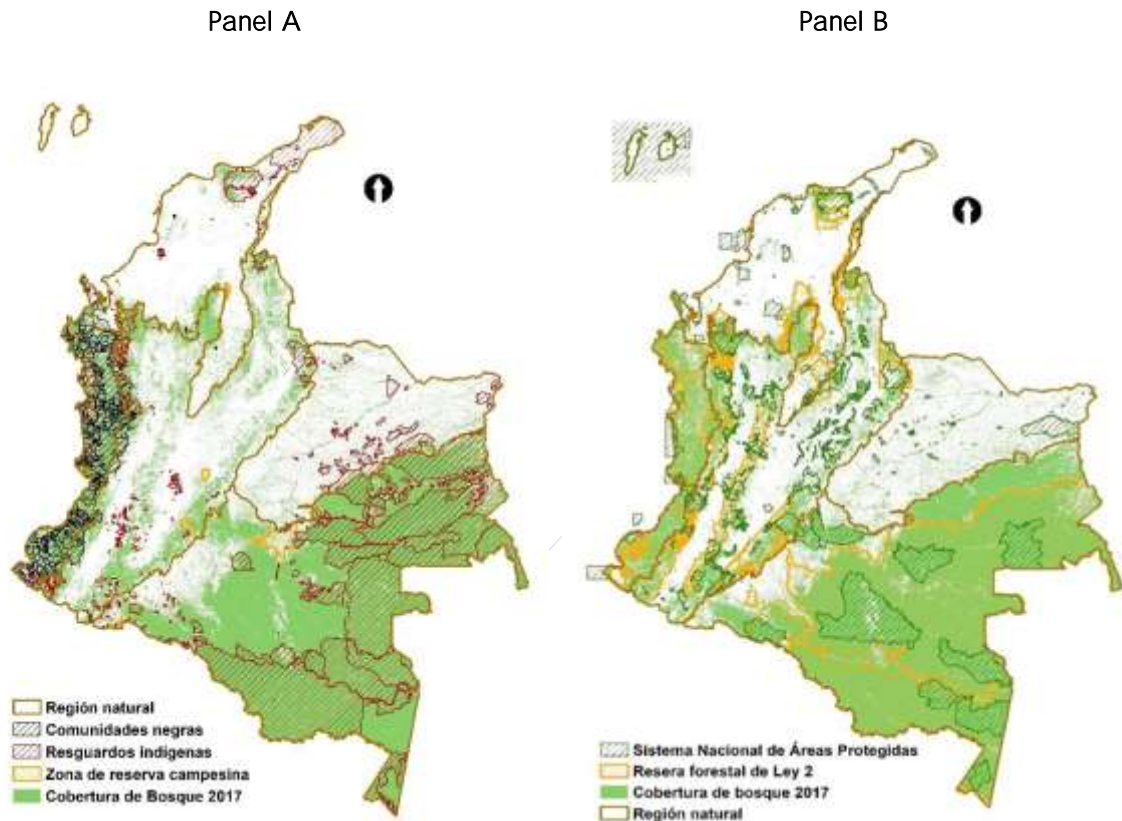 Panel A
Panel B
Región natural
Comunidades negras
Resguardos indígenas
Zona de reserva campesina
Cobertura de Bosque 2017
Sistema Nacional de Áreas Protegidas
Resera forestal de Ley 2
Cobertura de bosque 2017
Región natural